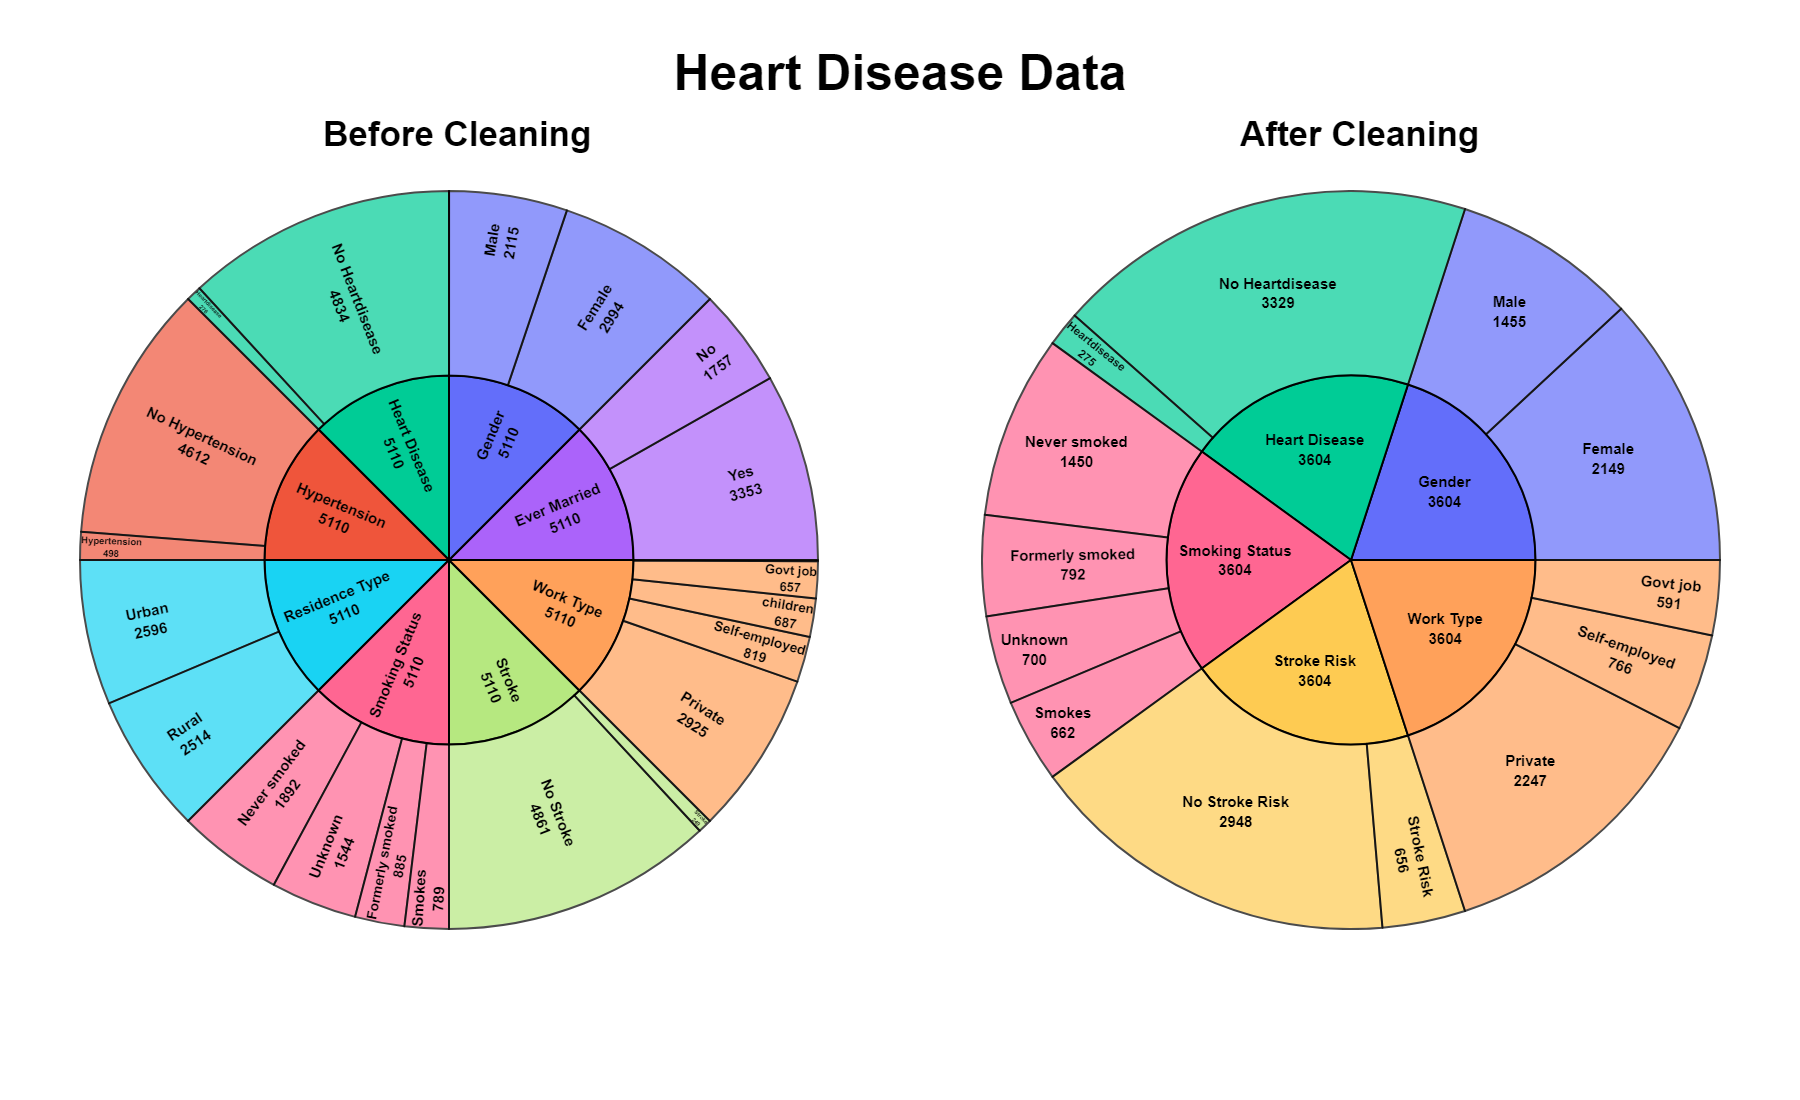 Heart Disease Data
Before Cleaning
Male
2115
Female
2994
No
1757
Yes
3353
Govt job
657
children
687
Self-employed
819
Private
2925
No Stroke
4861
Smokes
789
Formerly smoked
885
Unknown
1544
Never smoked
1892
Rural
2514
Urban
2596
Hypertension
498
No Hypertension
4612
Heartdisease
276
No Heartdisease
4834
Gender
5110
Ever Married
5110
Work Type
5110
Stroke
5110
Smoking Status
5110
Residence Type
5110
Hypertension
5110
Heart Disease
5110
After Cleaning
No Heartdisease
3329
Male
1455
Female
2149
Govt job
591
Self-employed
766
Private
2247
Stroke Risk
656
No Stroke Risk
2948
Smokes
662
Unknown
700
Formerly smoked
792
Never smoked
1450
Heartdisease
275
Heart Disease
3604
Gender
3604
Work Type
3604
Stroke Risk
3604
Smoking Status
3604